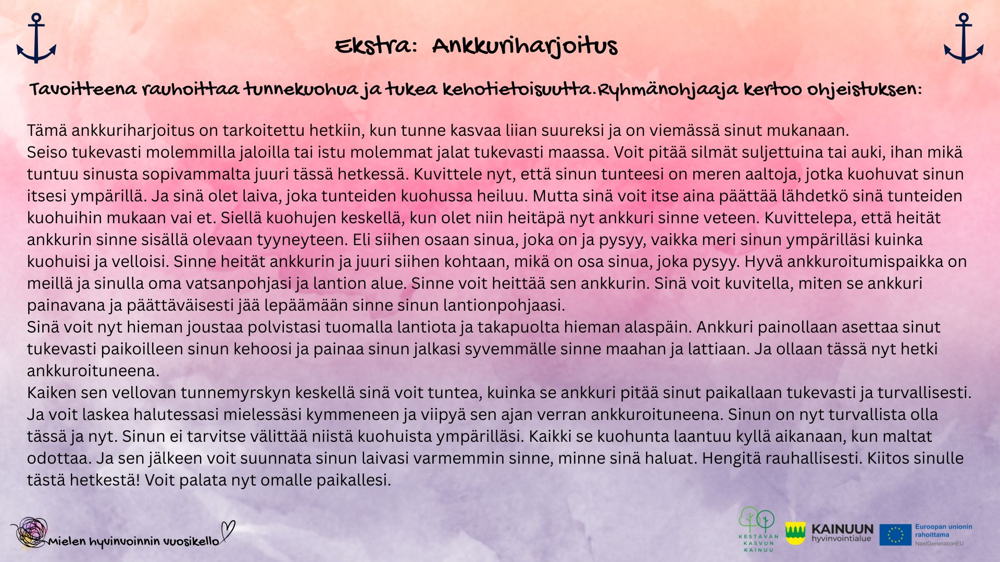 Ekstra: Ankkuriharjoitus
Tavoitteena rauhoittaa tunnekuohua ja tukea kehotietoisuutta.Ryhmänohjaaja kertoo ohjeistuksen:
Tämä ankkuriharjoitus on tarkoitettu hetkiin, kun tunne kasvaa liian suureksi ja on viemässä sinut mukanaan.
Seiso tukevasti molemmilla jaloilla tai istu molemmat jalat tukevasti maassa. Voit pitää silmät suljettuina tai auki, ihan mikä
tuntuu sinusta sopivammalta juuri tässä hetkessä. Kuvittele nyt, että sinun tunteesi on meren aaltoja, jotka kuohuvat sinun
itsesi ympärillä. Ja sinä olet laiva, joka tunteiden kuohussa heiluu. Mutta sinä voit itse aina päättää lähdetkö sinä tunteiden
kuohuihin mukaan vai et. Siellä kuohujen keskellä, kun olet niin heitäpä nyt ankkuri sinne veteen. Kuvittelepa, että heität
ankkurin sinne sisällä olevaan tyyneyteen. Eli siihen osaan sinua, joka on ja pysyy, vaikka meri sinun ympärilläsi kuinka
kuohuisi ja velloisi. Sinne heität ankkurin ja juuri siihen kohtaan, mikä on osa sinua, joka pysyy. Hyvä ankkuroitumispaikka on
meillä ja sinulla oma vatsanpohjasi ja lantion alue. Sinne voit heittää sen ankkurin. Sinä voit kuvitella, miten se ankkuri
painavana ja päättäväisesti jää lepäämään sinne sinun lantionpohjaasi.
Sinä voit nyt hieman joustaa polvistasi tuomalla lantiota ja takapuolta hieman alaspäin. Ankkuri painollaan asettaa sinut
tukevasti paikoilleen sinun kehoosi ja painaa sinun jalkasi syvemmälle sinne maahan ja lattiaan. Ja ollaan tässä nyt hetki
ankkuroituneena.
Kaiken sen vellovan tunnemyrskyn keskellä sinä voit tuntea, kuinka se ankkuri pitää sinut paikallaan tukevasti ja turvallisesti.
Ja voit laskea halutessasi mielessäsi kymmeneen ja viipyä sen ajan verran ankkuroituneena. Sinun on nyt turvallista olla
tässä ja nyt. Sinun ei tarvitse välittää niistä kuohuista ympärilläsi. Kaikki se kuohunta laantuu kyllä aikanaan, kun maltat
odottaa. Ja sen jälkeen voit suunnata sinun laivasi varmemmin sinne, minne sinä haluat. Hengitä rauhallisesti. Kiitos sinulle
tästä hetkestä! Voit palata nyt omalle paikallesi.
Mielen hyvinvoinnin vuosikello
KESTÄVÄN
KASVUN
KAINUU
KAINUUN
hyvinvointialue
Euroopan unionin
rahoittama
NextGenerationEU